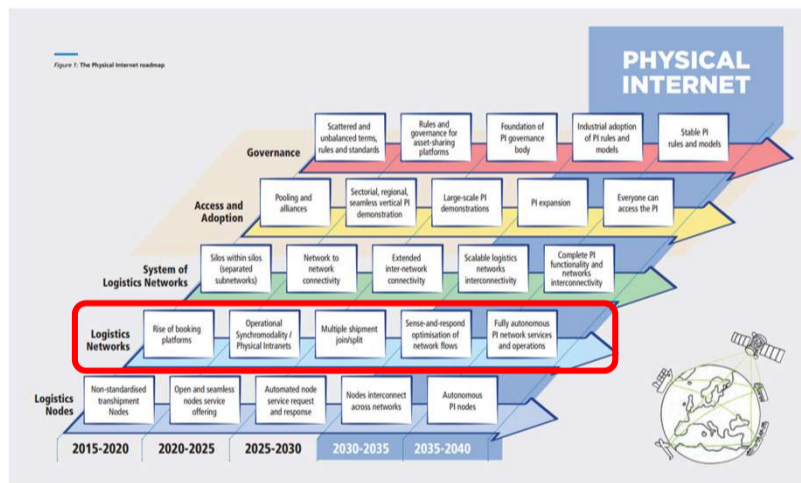 Figure 1: The Physical Internet roadmap
PHYSICAL
INTERNET
Governance
Scattered and
unbalanced terms,
rules and standards
Rules and
governance for
asset-sharing
platforms
Foundation of
PI governance
body
Industrial adoption
of PI rules and
models
Stable PI
rules and models
Access and
Adoption
Pooling and
alliances
Sectorial, regional,
seamless vertical PI
demonstration
Large-scale PI
demonstrations
PI expansion
Everyone can
access the PI
System of
Logistics Networks
Silos within silos
(separated
subnetworks)
Network to
network
connectivity
Extended
inter-network
connectivity
Scalable logistics
networks
interconnectivity
Complete PI
functionality and
networks
interconnectivity
Logistics
Networks
Rise of booking
platforms
Operational
Synchromodality /
Physical Intranets
Multiple shipment
join/split
Sense-and-respond
optimisation of
network flows
Fully autonomous
PI network services
and operations
Logistics
Nodes
Non-standardised
transhipment
Nodes
Open and seamless
nodes service
offering
Automated node
service request
and response
Nodes interconnect
across networks
Autonomous
PI nodes
2015-2020
2020-2025
2025-2030
2030-2035
2035-2040